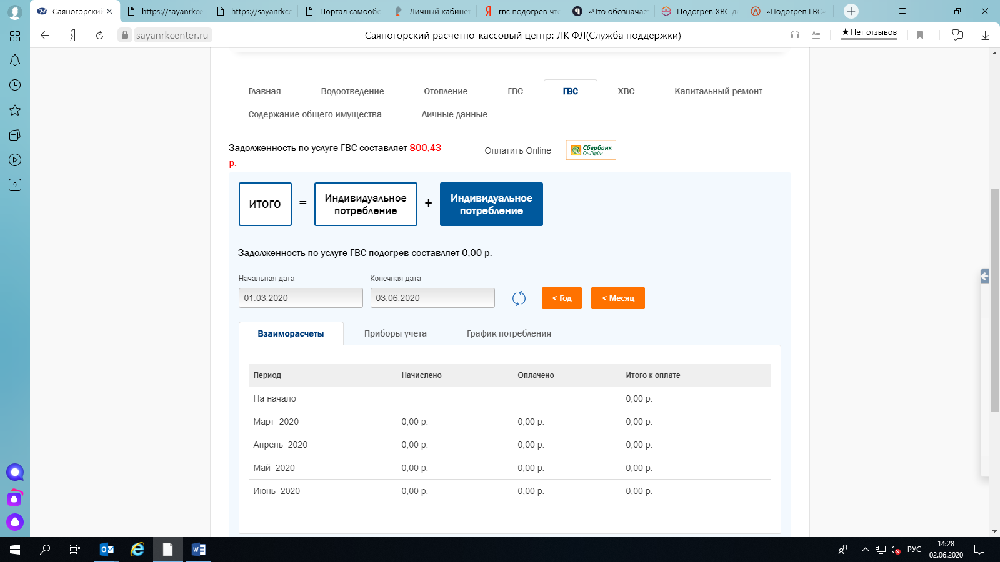 Саяногорский
https://sayanrkce
https://sayanrkce
Портал самообс
Личный кабинет
гвс подогрев что
«Что обозначает
Подогрев ХВС д
«Подогрев ГВС»
sayanrkcenter.ru
Саяногорский расчетно-кассовый центр: ЛК ФЛ(Служба поддержки)
★Нет отзывов
9
Главная
Водоотведение
Отопление
ГВС
ГВС
ХВС
Капитальный ремонт
Содержание общего имущества
Личные данные
Задолженность по услуге ГВС составляет 800,43
р.
Оплатить Online
Сбербанк
ОнЛ@йн
ИТОГО
=
Индивидуальное
потребление
+
Индивидуальное
потребление
Задолженность по услуге ГВС подогрев составляет 0,00 р.
Начальная дата
Конечная дата
01.03.2020
03.06.2020
< Год
< Месяц
Взаиморасчеты
Приборы учета
График потребления
Период Начислено Оплачено Итого к оплате
На начало 0,00 р.
Март 2020 0,00 р. 0,00 р. 0,00 р.
Апрель 2020 0,00 р. 0,00 р. 0,00 р.
Май 2020 0,00 р. 0,00 р. 0,00 р.
Июнь 2020 0,00 р. 0,00 р. 0,00 р.
РУС
14:28
02.06.2020